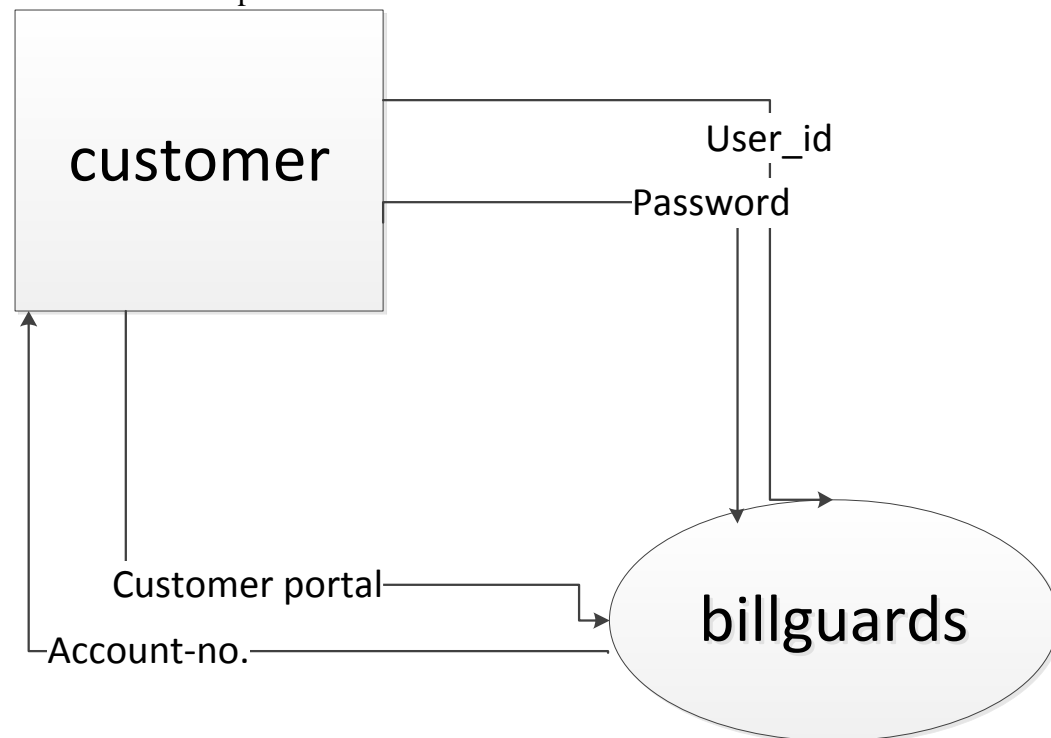 customer
User_id
Password
Customer portal
Account-no.
billguards